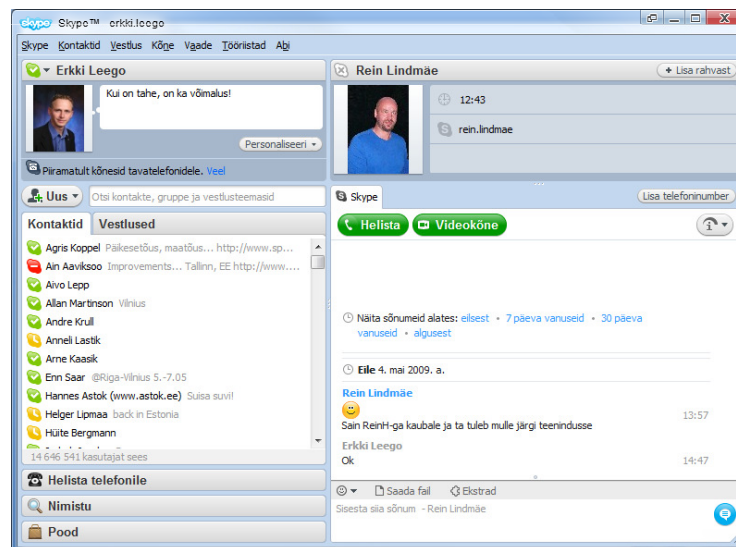 skype Skype™ erkki.leego
Skype Kontaktid Vestlus Kõne Vaade Tööriistad Abi
Erkki Leego
Kui on tahe, on ka võimalus!
Personaliseeri
Piiramatult kõnesid tavatelefonidele. Veel
Uus
Otsi kontakte, gruppe ja vestlusteemasid
Kontaktid Vestlused
Agris Koppel Päikesetõus, maatõus... http://www.sp...
Ain Aaviksoo Improvements... Tallinn, EE http://www....
Aivo Lepp
Allan Martinson Vilnius
Andre Krull
Anneli Lastik
Arne Kaasik
Enn Saar @Riga-Vilnius 5.-7.05
Hannes Astok (www.astok.ee) Suisa suvi!
Helger Lipmaa back in Estonia
Hüite Bergmann
14 646 541 kasutajat sees
Helista telefonile
Nimistu
Pood
Rein Lindmäe
+ Lisa rahvast
12:43
rein.lindmae
Skype
Lisa telefoninumber
Helista Videokõne
Näita sõnumeid alates: eilsest • 7 päeva vanuseid • 30 päeva
vanuseid • algusest
Eile 4. mai 2009. a.
Rein Lindmäe
13:57
Sain ReinH-ga kaubale ja ta tuleb mulle järgi teenindusse
Erkki Leego
Ok 14:47
Saada fail Ekstrad
Sisesta siia sõnum - Rein Lindmäe